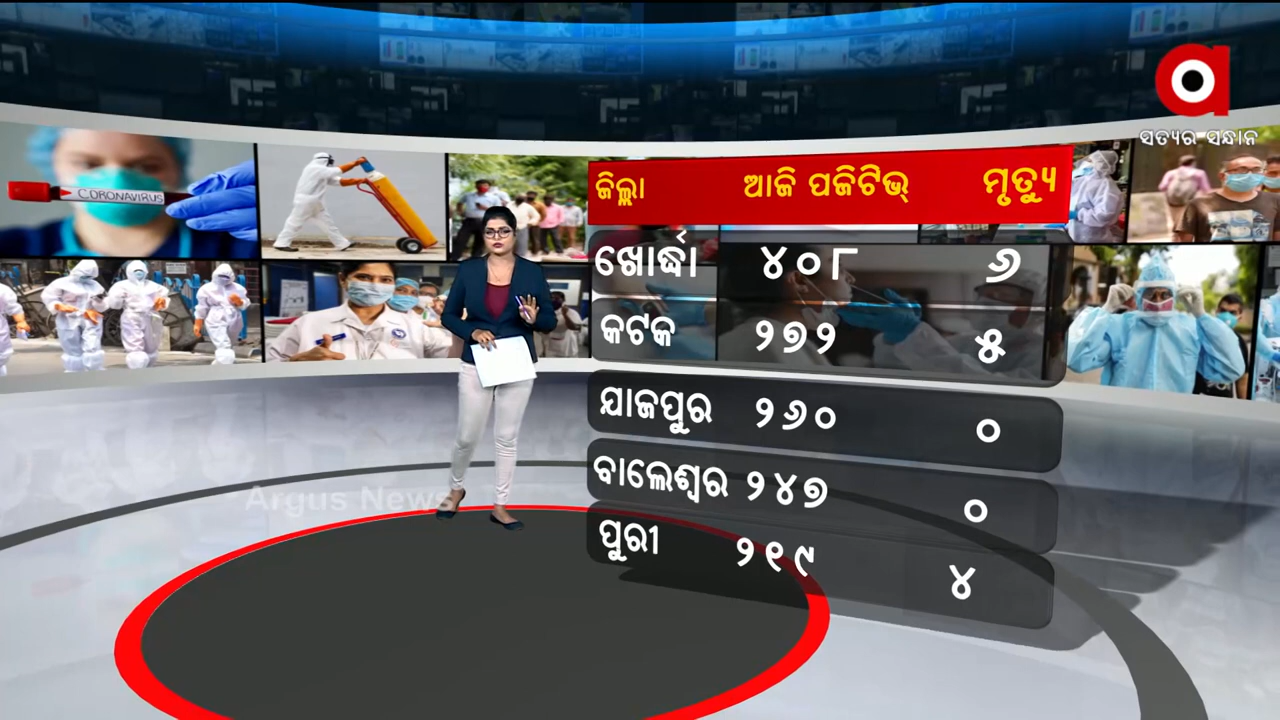 CORONAVIRUS
ସତ୍ୟର ସନ୍ଧାନ
ଜିଲ୍ଲା ଆଜି ପଜିଟିଭ୍ ମୃତ୍ୟୁ
ଖୋର୍ଦ୍ଧା ୪୦୮ ୬
କଟକ ୨୭୨ ୫
ଯାଜପୁର ୨୬୦ ୦
ବାଲେଶ୍ୱର ୨୪୭ ୦
ପୁରୀ ୨୧୯ ୪
Argus News